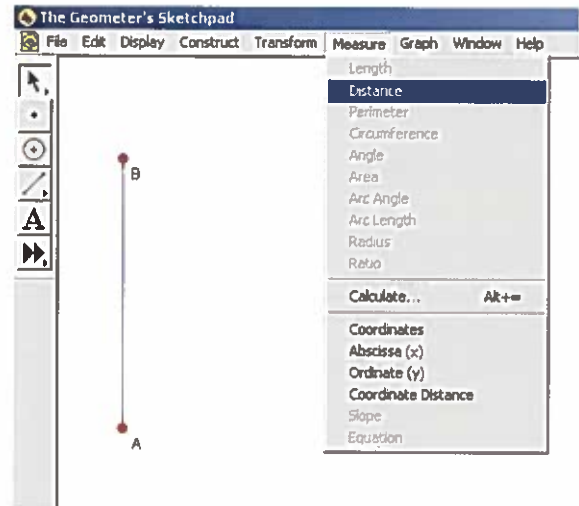 The Geometer's Sketchpad
File Edit Display Construct Transform Measure Graph Window Help
Length
Distance
Perimeter
Circumference
Angle
Area
Arc Angle
Arc Length
Radius
Ratio
Calculate... Alt+=
Coordinates
Abscissa (x)
Ordinate (y)
Coordinate Distance
Slope
Equation
A
B
A